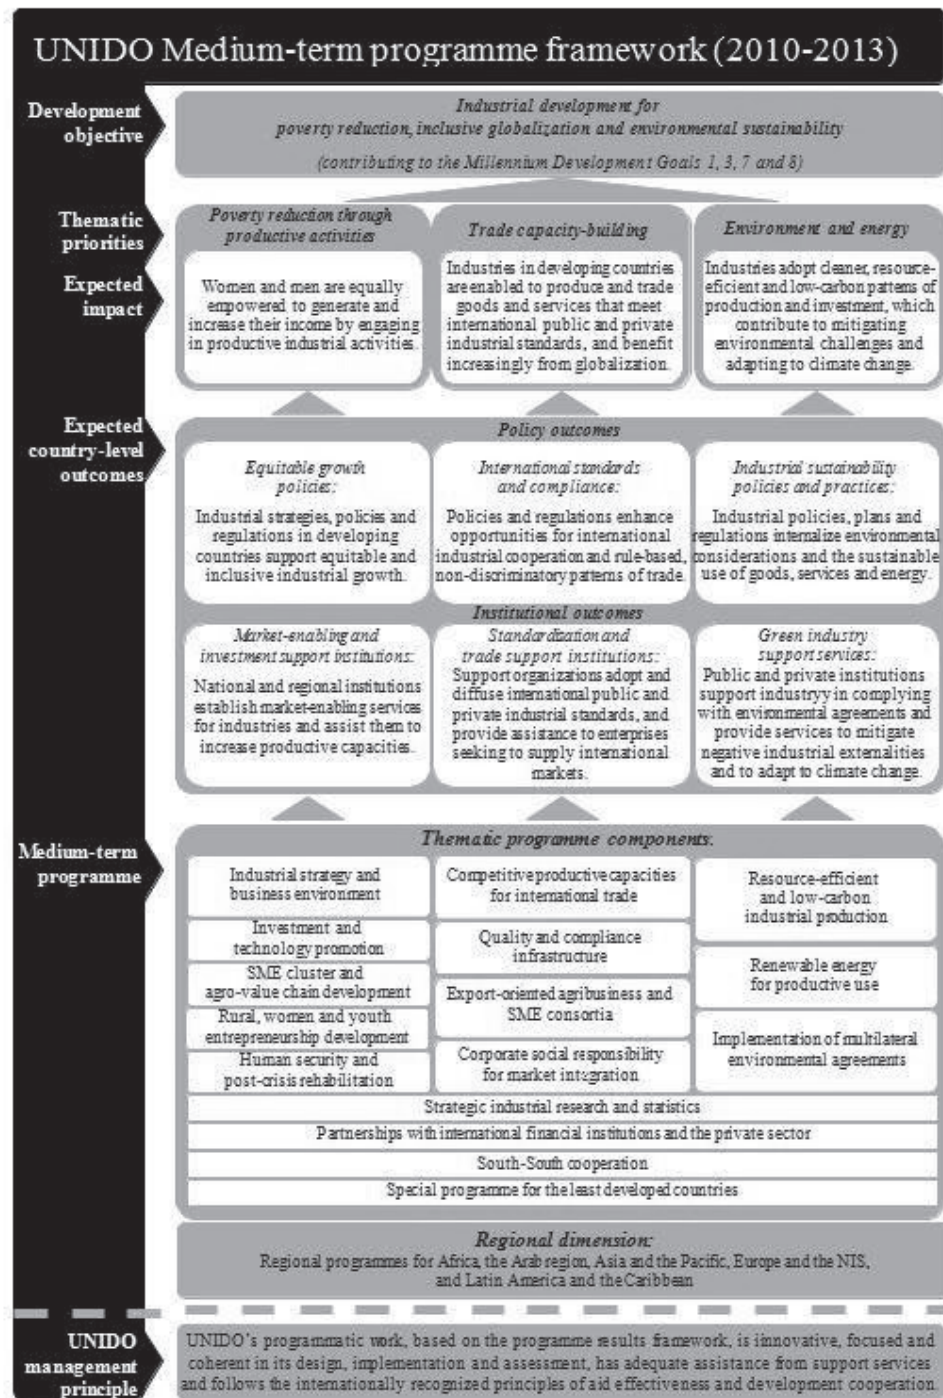 UNIDO Medium-term programme framework (2010-2013)
Development
objective
Industrial development for
poverty reduction, inclusive globalization and environmental sustainability
(contributing to the Millennium Development Goals 1, 3, 7 and 8)
Thematic
priorities
Poverty reduction through
productive activities
Trade capacity-building
Environment and energy
Expected
impact
Women and men are equally
empowered to generate and
increase their income by engaging
in productive industrial activities.
Industries in developing countries
are enabled to produce and trade
goods and services that meet
international public and private
industrial standards, and benefit
increasingly from globalization.
Industries adopt cleaner, resource-
eficient and low-carbon patterns of
production and investment, which
contribute to mitigating
environmental challenges and
adapting to climate change.
Expected
country-level
outcomes
Policy outcomes
Equitable growth
policies:
Industrial strategies, policies and
regulations in developing
countries support equitable and
inclusive industrial growth.
International standards
and compliance:
Policies and regulations enhance
opportunities for international
industrial cooperation and rule-based,
non-discriminatory patterns of trade.
Industrial sustainability
policies and practices:
Industrial policies, plans and
regulations internalize environmental
considerations and the sustainable
use of goods, services and energy.
Institutional outcomes
Market-enabling and
investment support institutions:
National and regional institutions
establish market-enabling services
for industries and assist them to
increase productive capacities.
Standardization and
trade support institutions:
Support organizations adopt and
diffuse international public and
private industrial standards, and
provide assistance to enterprises
seeking to supply international
markets.
Green industry
support services:
Public and private institutions
support industryy in complying
with environmental agreements and
provide services to mitigate
negative industrial externalities
and to adapt to climate change.
Medium-term
programme
Thematic programme components:
Industrial strategy and
business environment
Investment and
technology promotion
SME cluster and
agro-value chain development
Rural, women and youth
entrepreneurship development
Human security and
post-crisis rehabilitation
Competitive productive capacities
for international trade
Quality and compliance
infrastructure
Export-oriented agribusiness and
SME consortia
Corporate social responsibility
for market integration
Resource-efficient
and low-carbon
industrial production
Renewable energy
for productive use
Implementation of multilateral
environmental agreements
Strategic industrial research and statistics
Partnerships with international financial institutions and the private sector
South-South cooperation
Special programme for the least developed countries
Regional dimension:
Regional programmes for Africa, the Arab region, Asia and the Pacific, Europe and the NIS,
and Latin America and the Caribbean
UNIDO
management
principle
UNIDO's programmatic work, based on the programme results framework, is iinnovative, focused and
coherent in its design, implementation and assessment, has adequate assistance from support services
and follows the internationally recognized principles of aid effectiveness and development cooperation